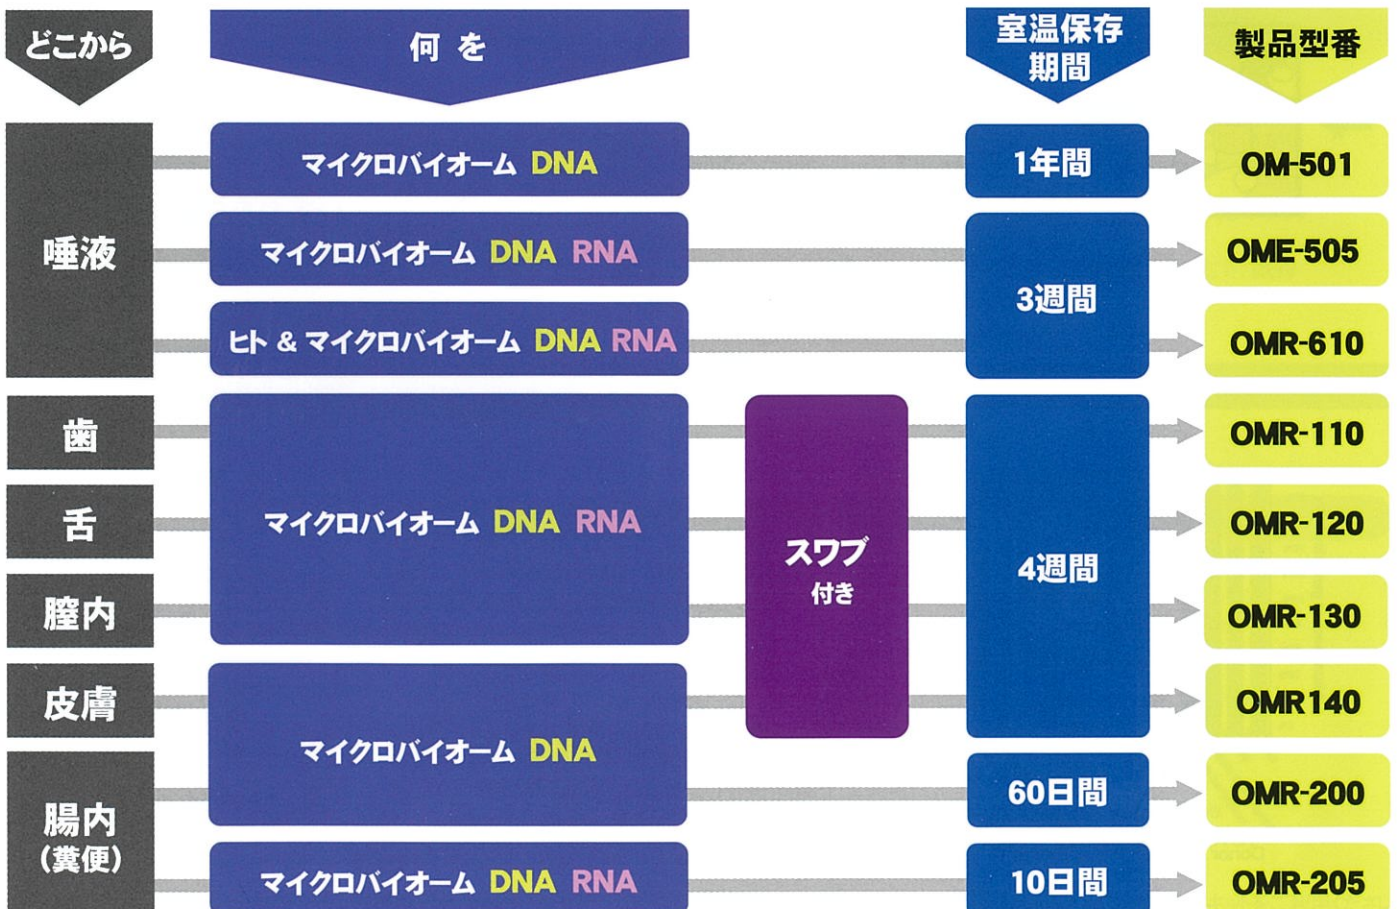 どこから
何を
室温保存
期間
製品型番
唾液
マイクロバイオーム DNA
1年間
OM-501
マイクロバイオーム DNA RNA
3週間
OME-505
ヒト & マイクロバイオーム DNA RNA
OMR-610
歯
マイクロバイオーム DNA RNA
スワブ
付き
4週間
OMR-110
舌
OMR-120
膣内
OMR-130
皮膚
マイクロバイオーム DNA
OMR140
腸内
(糞便)
60日間
OMR-200
マイクロバイオーム DNA RNA
10日間
OMR-205